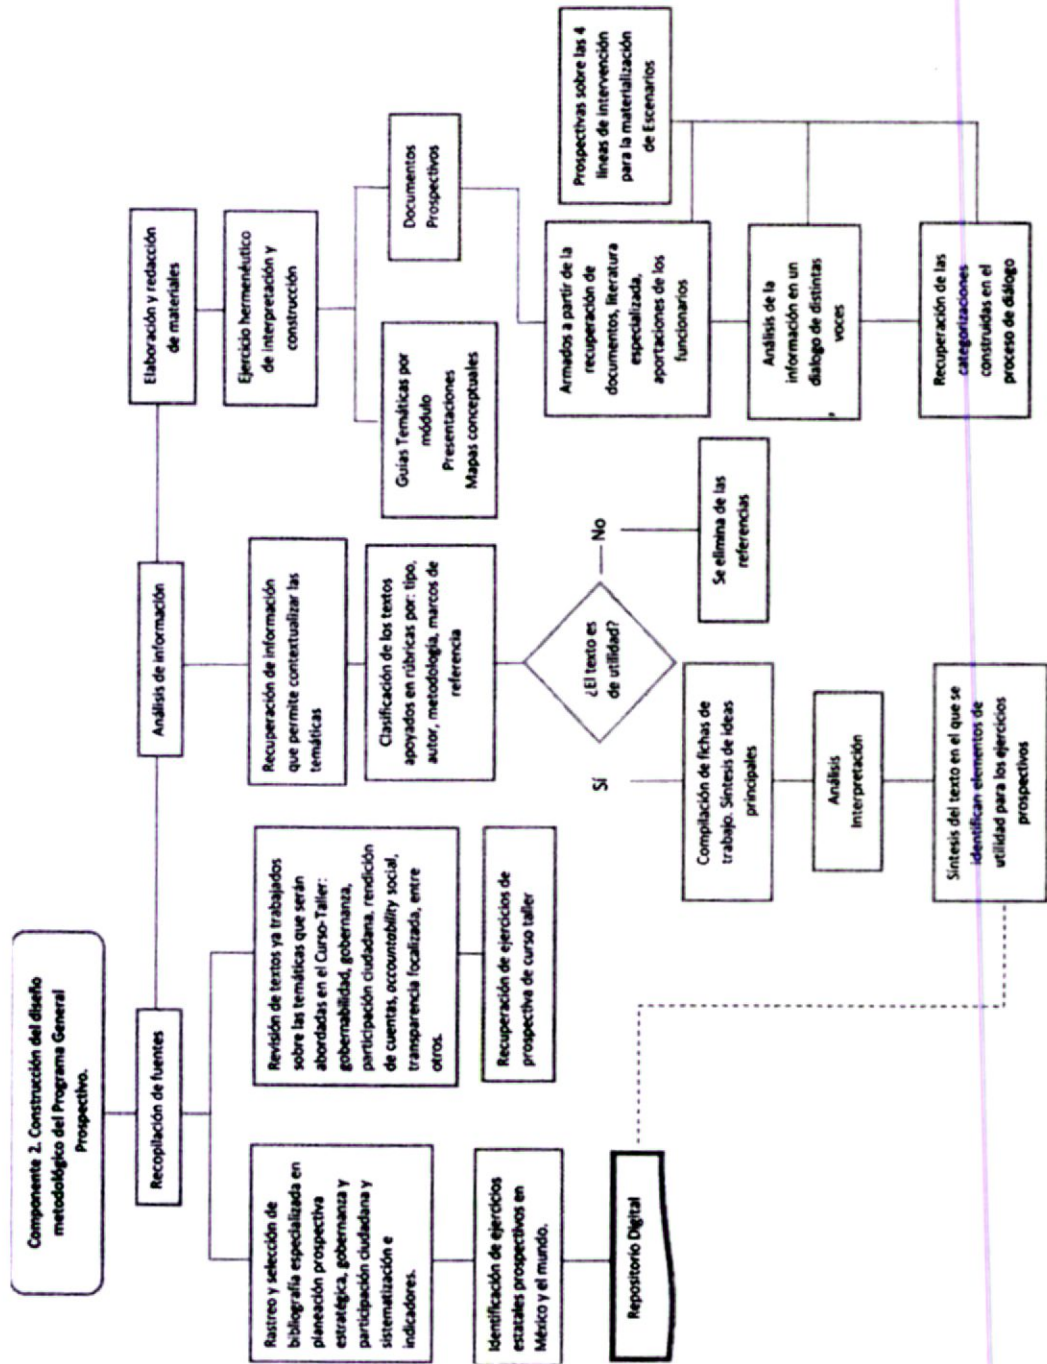 Componente 2. Construcción del diseño
metodológico del Programa General
Prospectivo.
Recopilación de fuentes
Análisis de información
Elaboración y redacción
de materiales
Rastreo y selección de
bibliografía especializada en
planeación prospectiva
estratégica, gobernanza y
participación ciudadana y
sistematización e
indicadores.
Identificación de ejercicios
estatales prospectivos en
México y el mundo.
Repositorio Digital
Revisión de textos ya trabajados
sobre las temáticas que serán
abordadas en el Curso-Taller:
gobernabilidad, gobernanza,
participación ciudadana, rendición
de cuentas, accountability social,
transparencia focalizada, entre
otros.
Recuperación de ejercicios de
prospectiva de curso taller
Recuperación de información
que permite contextualizar las
temáticas
Clasificación de los textos
apoyados en rúbricas por: tipo,
autor, metodología, marcos de
referencia
¿El texto es
de utilidad?
Sí
No
Se elimina de las
referencias
Compilación de fichas de
trabajo. Síntesis de ideas
principales
Análisis
Interpretación
Síntesis del texto en el que se
identifican elementos de
utilidad para los ejercicios
prospectivos
Ejercicio hermenéutico
de interpretación y
construcción
Guías Temáticas por
módulo
Presentaciones
Mapas conceptuales
Documentos
Prospectivos
Armados a partir de la
recuperación de
documentos, literatura
especializada,
aportaciones de los
funcionarios
Análisis de la
información en un
dialogo de distintas
voces
Recuperación de las
categorizaciones
construidas en el
proceso de diálogo
Prospectivas sobre las 4
líneas de intervención
para la materialización
de Escenarios